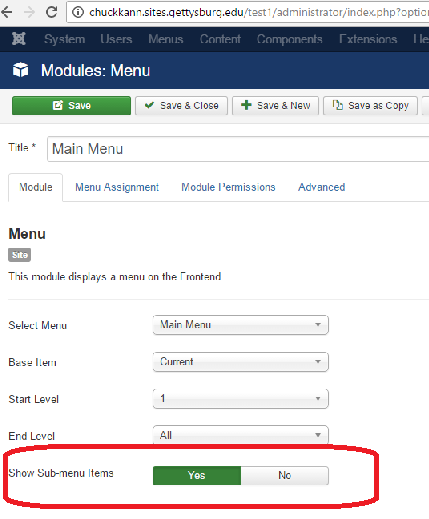 chuckkann.sites.gettysburg.edu/test1/administrator/index.php?optio
System Users Menus Content Components Extensions He
Modules: Menu
Save Save & Close Save & New Save as Copy
Title * Main Menu
Module Menu Assignment Module Permissions Advanced
Menu
Site
This module displays a menu on the Frontend
Select Menu Main Menu
Base Item Current
Start Level 1
End Level All
Show Sub-menu Items Yes No